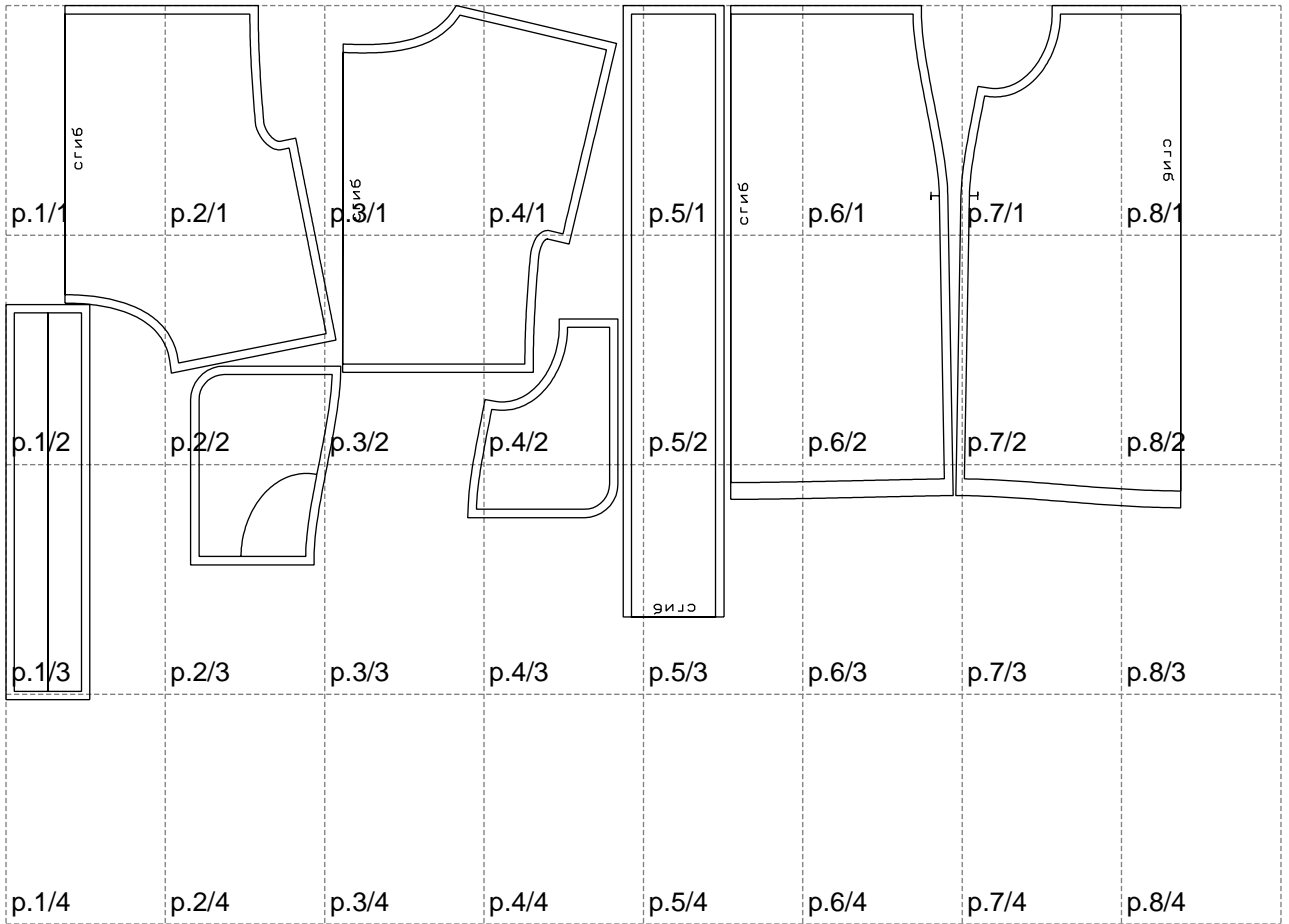 сгиб
сгиб
сгиб
сгиб
p.1/1
p.2/1
p.3/1
p.4/1
p.5/1
p.6/1
p.7/1
p.8/1
p.1/2
p.2/2
p.3/2
p.4/2
p.5/2
p.6/2
p.7/2
p.8/2
сгиб
p.1/3
p.2/3
p.3/3
p.4/3
p.5/3
p.6/3
p.7/3
p.8/3
p.1/4
p.2/4
p.3/4
p.4/4
p.5/4
p.6/4
p.7/4
p.8/4